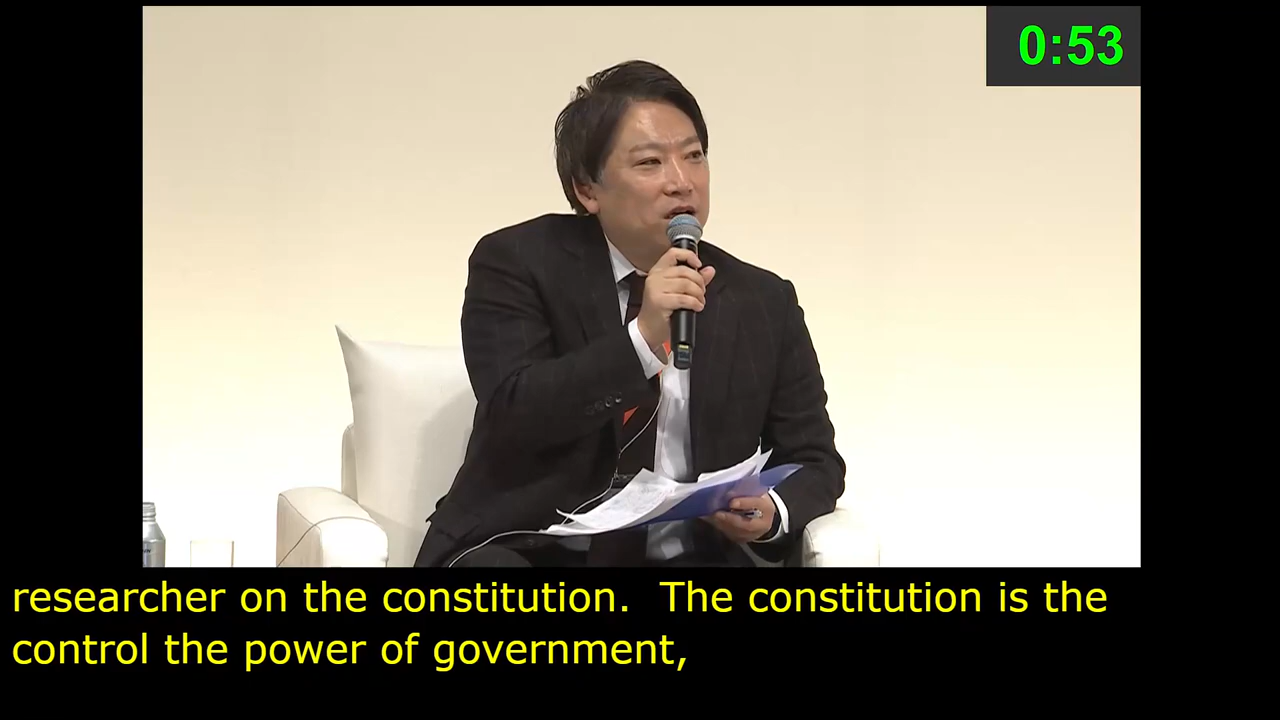 0:53
researcher on the constitution.  The constitution is the
control the power of government,